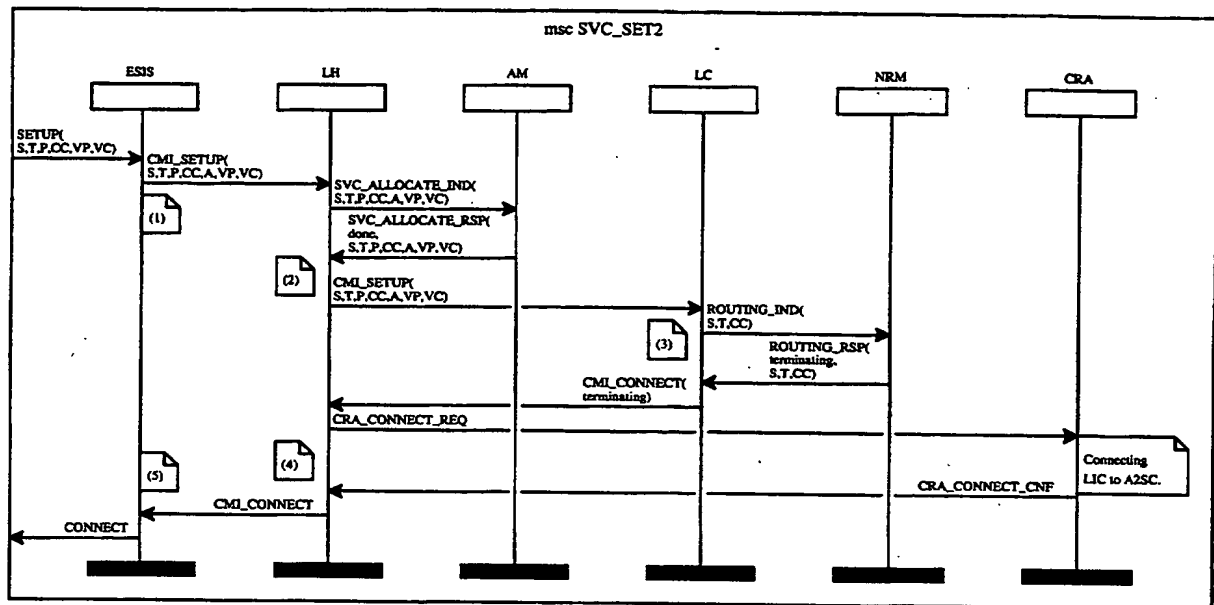 msc SVC_SET2
ESIS
LH
AM
LC
NRM
CRA
SETUP(
S,T,P,CC,VP,VC)
CMI_SETUP(
S,T,P,CC,A,VP,VC)
(1)
SVC_ALLOCATE_IND(
S,T,P,CC,A,VP,VC)
SVC_ALLOCATE_RSP(
done,
S,T,P,CC,A,VP,VC)
(2)
CMI_SETUP(
S,T,P,CC,A,VP,VC)
ROUTING_IND(
S,T,CC)
(3)
ROUTING_RSP(
terminating,
S,T,CC)
CMI_CONNECT(
terminating)
CRA_CONNECT_REQ
(4)
(5)
Connecting
LIC to A2SC.
CRA_CONNECT_CNF
CMI_CONNECT
CONNECT